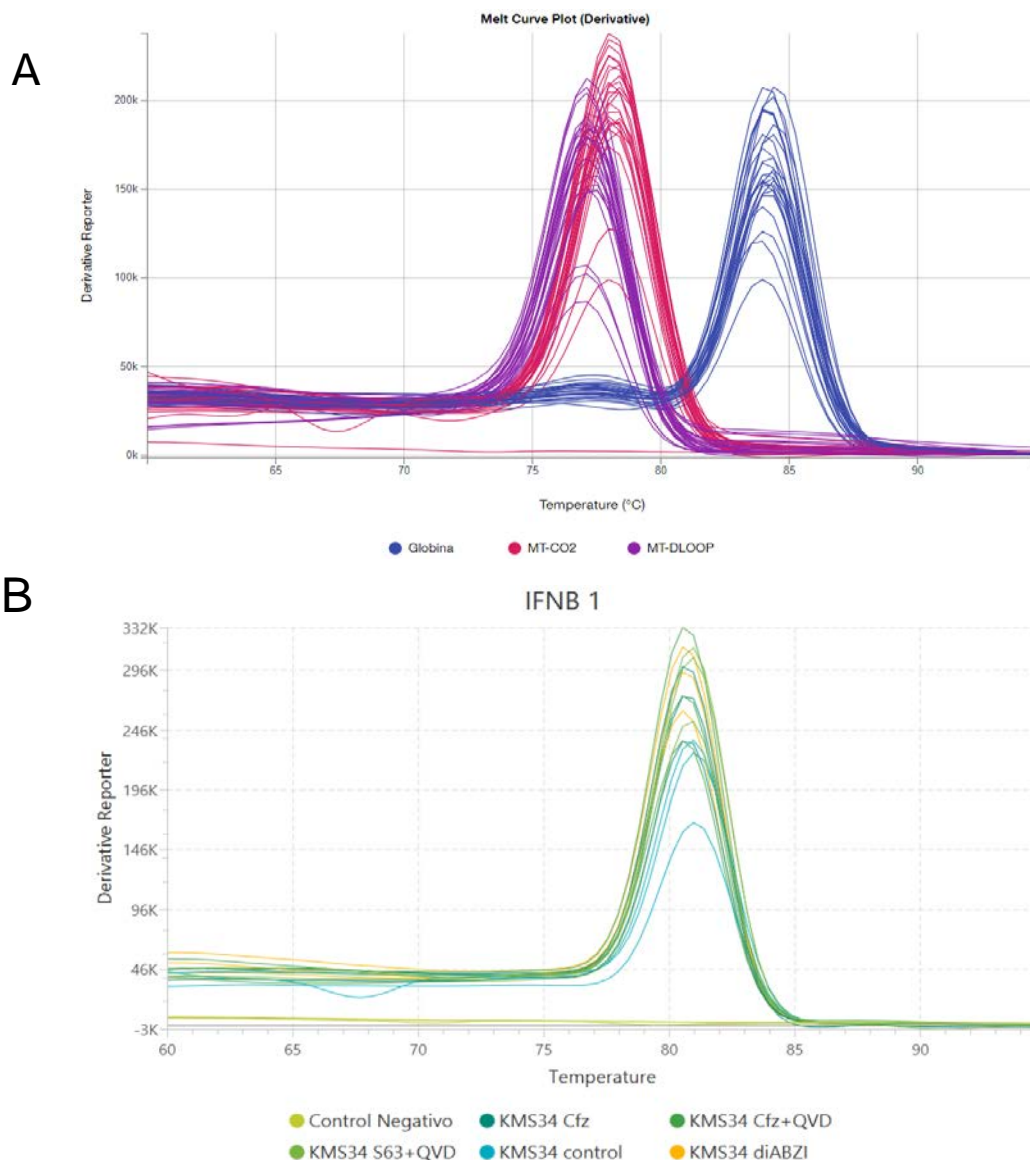 A
Melt Curve Plot (Derivative)
200k
150k
100k
50k
0k
Derivative Reporter
65 70 75 80 85 90
Temperature (°C)
Globina MT-CO2 MT-DLOOP
B
IFNB 1
332K
296K
246K
196K
146K
96K
46K
-3K
Derivative Reporter
60 65 70 75 80 85 90
Temperature
Control Negativo KMS34 Cfz KMS34 Cfz+QVD
KMS34 S63+QVD KMS34 control KMS34 diABZI